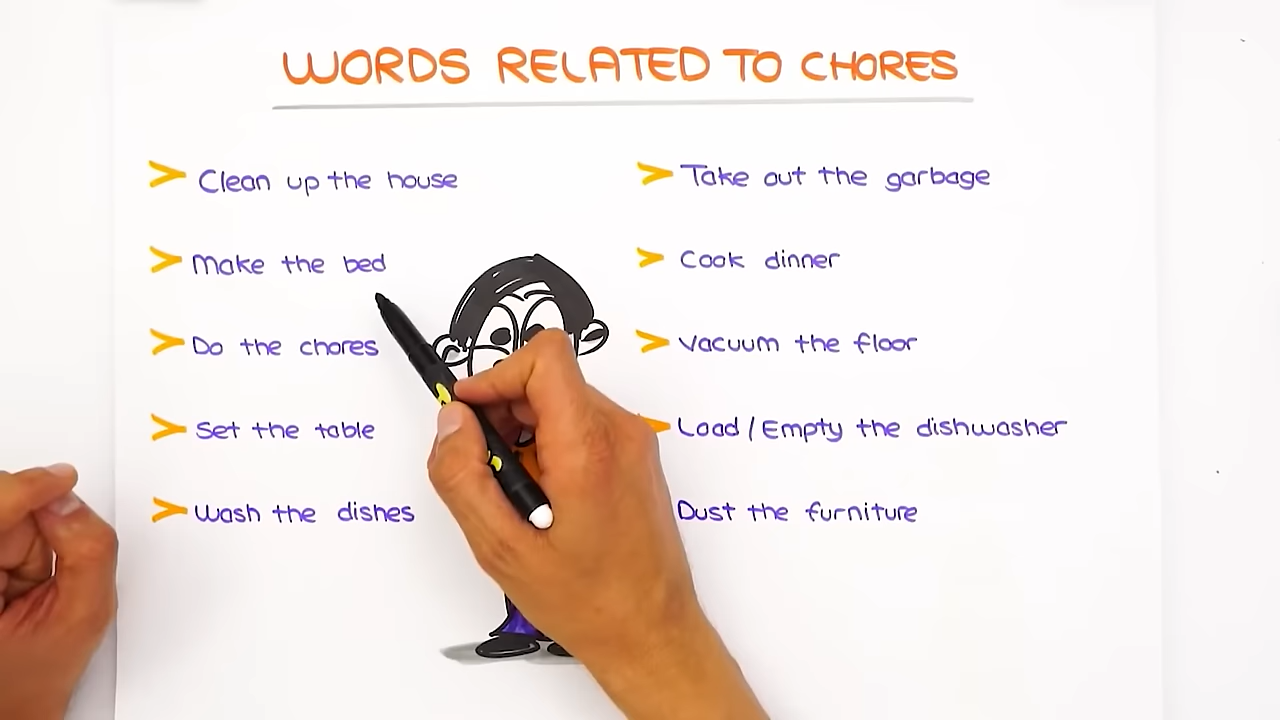 WORDS RELATED TO CHORES
Clean up the house
Make the bed
Do the chores
Set the table
Wash the dishes
Take out the garbage
Cook dinner
Vacuum the floor
Load / Empty the dishwasher
Dust the furniture